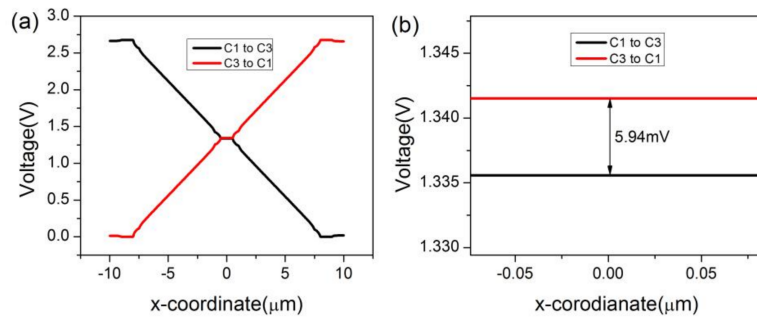 (a)
3.0
2.5
2.0
1.5
1.0
0.5
0.0
Voltage(V)
C1 to C3
C3 to C1
-10
-5
0
5
10
x-coordinate(μm)
(b)
1.345
1.340
1.335
1.330
Voltage(V)
C1 to C3
C3 to C1
5.94mV
-0.05
0.00
0.05
x-corodianate(μm)